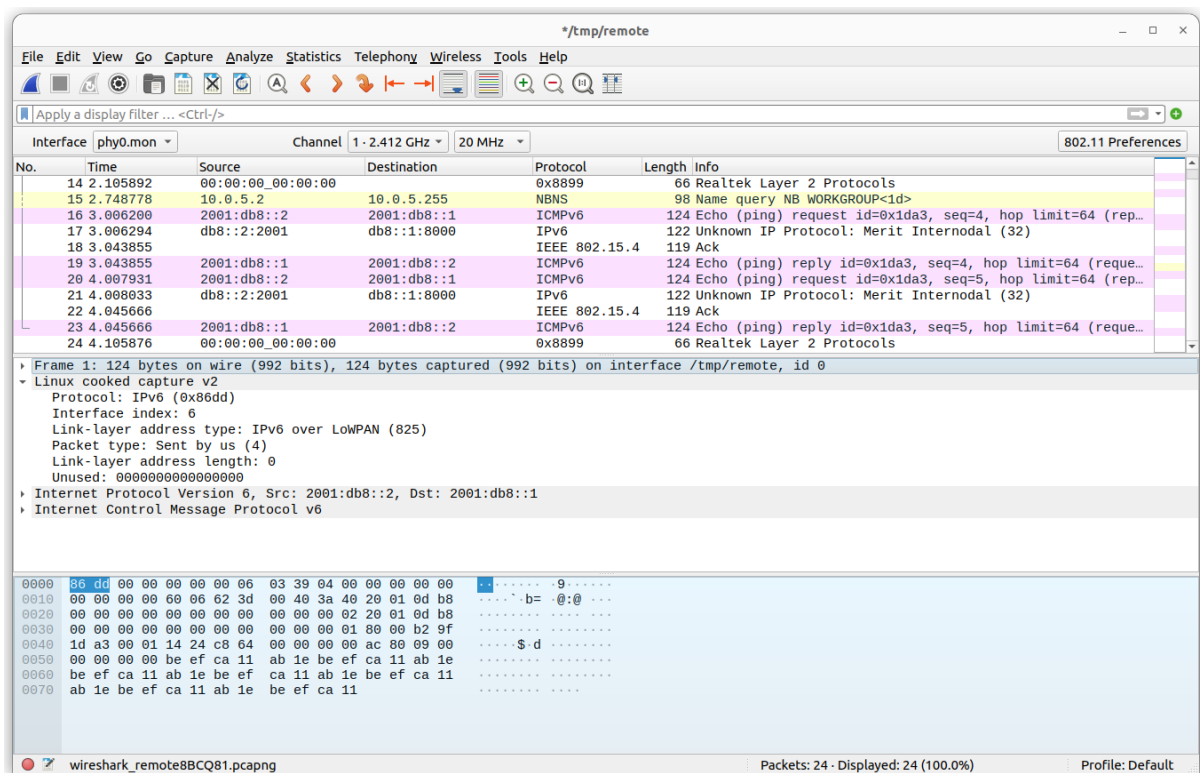 */tmp/remote
File Edit View Go Capture Analyze Statistics Telephony Wireless Tools Help
Apply a display filter … <Ctrl-/>
Interface phy0.mon Channel 1 · 2.412 GHz 20 MHz 802.11 Preferences
No. Time Source Destination Protocol Length Info
14 2.105892 00:00:00_00:00:00 0x8899 66 Realtek Layer 2 Protocols
15 2.748778 10.0.5.2 10.0.5.255 NBNS 98 Name query NB WORKGROUP<1d>
16 3.006200 2001:db8::2 2001:db8::1 ICMPv6 124 Echo (ping) request id=0x1da3, seq=4, hop limit=64 (rep…
17 3.006294 db8::2:2001 db8::1:8000 IPv6 122 Unknown IP Protocol: Merit Internodal (32)
18 3.043855 IEEE 802.15.4 119 Ack
19 3.043855 2001:db8::1 2001:db8::2 ICMPv6 124 Echo (ping) reply id=0x1da3, seq=4, hop limit=64 (reque…
20 4.007931 2001:db8::2 2001:db8::1 ICMPv6 124 Echo (ping) request id=0x1da3, seq=5, hop limit=64 (rep…
21 4.008033 db8::2:2001 db8::1:8000 IPv6 122 Unknown IP Protocol: Merit Internodal (32)
22 4.045666 IEEE 802.15.4 119 Ack
23 4.045666 2001:db8::1 2001:db8::2 ICMPv6 124 Echo (ping) reply id=0x1da3, seq=5, hop limit=64 (reque…
24 4.105876 00:00:00_00:00:00 0x8899 66 Realtek Layer 2 Protocols
Frame 1: 124 bytes on wire (992 bits), 124 bytes captured (992 bits) on interface /tmp/remote, id 0
Linux cooked capture v2
Protocol: IPv6 (0x86dd)
Interface index: 6
Link-layer address type: IPv6 over LoWPAN (825)
Packet type: Sent by us (4)
Link-layer address length: 0
Unused: 0000000000000000
Internet Protocol Version 6, Src: 2001:db8::2, Dst: 2001:db8::1
Internet Control Message Protocol v6
0000 86 dd 00 00 00 00 00 06 03 39 04 00 00 00 00 00 ········ ·9······
0010 00 00 00 00 60 06 62 3d 00 40 3a 40 20 01 0d b8 ····`·b= ·@:@ ···
0020 00 00 00 00 00 00 00 00 00 00 00 02 20 01 0d b8 ········ ········
0030 00 00 00 00 00 00 00 00 00 00 00 01 80 00 b2 9f ········ ········
0040 1d a3 00 01 14 24 c8 64 00 00 00 00 ac 80 09 00 ·····$·d ········
0050 00 00 00 00 be ef ca 11 ab 1e be ef ca 11 ab 1e ········ ········
0060 be ef ca 11 ab 1e be ef ca 11 ab 1e be ef ca 11 ········ ········
0070 ab 1e be ef ca 11 ab 1e be ef ca 11 ········ ····
wireshark_remote8BCQ81.pcapng Packets: 24 · Displayed: 24 (100.0%) Profile: Default